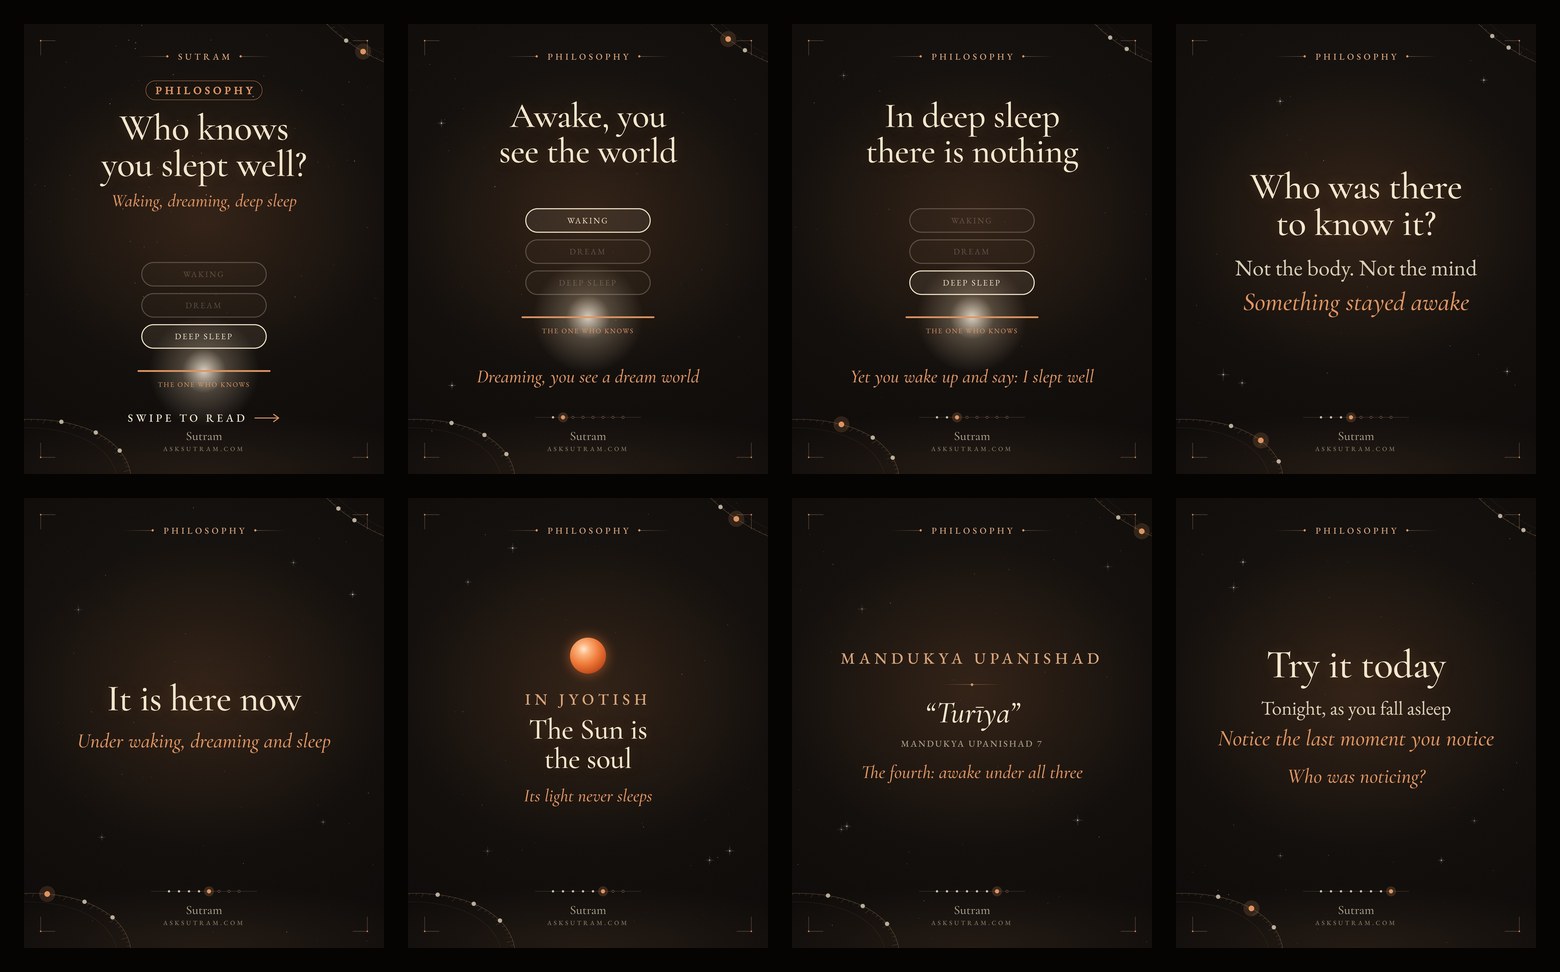 SUTRAM
PHILOSOPHY
Who knows
you slept well?
Waking, dreaming, deep sleep
WAKING
DREAM
DEEP SLEEP
THE ONE WHO KNOWS
SWIPE TO READ
Sutram
ASKSUTRAM.COM
PHILOSOPHY
Awake, you
see the world
WAKING
DREAM
DEEP SLEEP
THE ONE WHO KNOWS
Dreaming, you see a dream world
Sutram
ASKSUTRAM.COM
PHILOSOPHY
In deep sleep
there is nothing
WAKING
DREAM
DEEP SLEEP
THE ONE WHO KNOWS
Yet you wake up and say: I slept well
Sutram
ASKSUTRAM.COM
PHILOSOPHY
Who was there
to know it?
Not the body. Not the mind
Something stayed awake
Sutram
ASKSUTRAM.COM
PHILOSOPHY
It is here now
Under waking, dreaming and sleep
Sutram
ASKSUTRAM.COM
PHILOSOPHY
IN JYOTISH
The Sun is
the soul
Its light never sleeps
Sutram
ASKSUTRAM.COM
PHILOSOPHY
MANDUKYA UPANISHAD
“Turīya”
MANDUKYA UPANISHAD 7
The fourth: awake under all three
Sutram
ASKSUTRAM.COM
PHILOSOPHY
Try it today
Tonight, as you fall asleep
Notice the last moment you notice
Who was noticing?
Sutram
ASKSUTRAM.COM